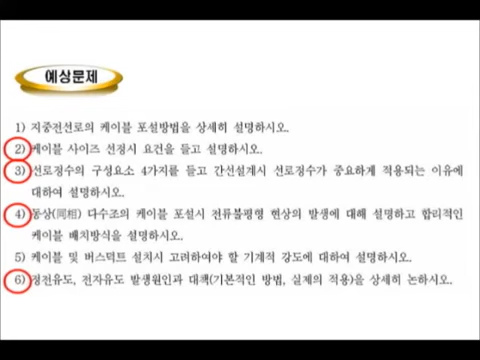 예상문제
1) 지중전선로의 케이블 포설방법을 상세히 설명하시오.
2) 케이블 사이즈 선정시 요건을 들고 설명하시오.
3) 선로정수의 구성요소 4가지를 들고 간선설계시 선로정수가 중요하게 적용되는 이유에
대하여 설명하시오.
4) 동상(同相) 다수조의 케이블 포설시 전류불평형 현상의 발생에 대해 설명하고 합리적인
케이블 배치방식을 설명하시오.
5) 케이블 및 버스덕트 설치시 고려하여야 할 기계적 강도에 대하여 설명하시오.
6) 정전유도, 전자유도 발생원인과 대책(기본적인 방법, 실제의 적용)을 상세히 논하시오.